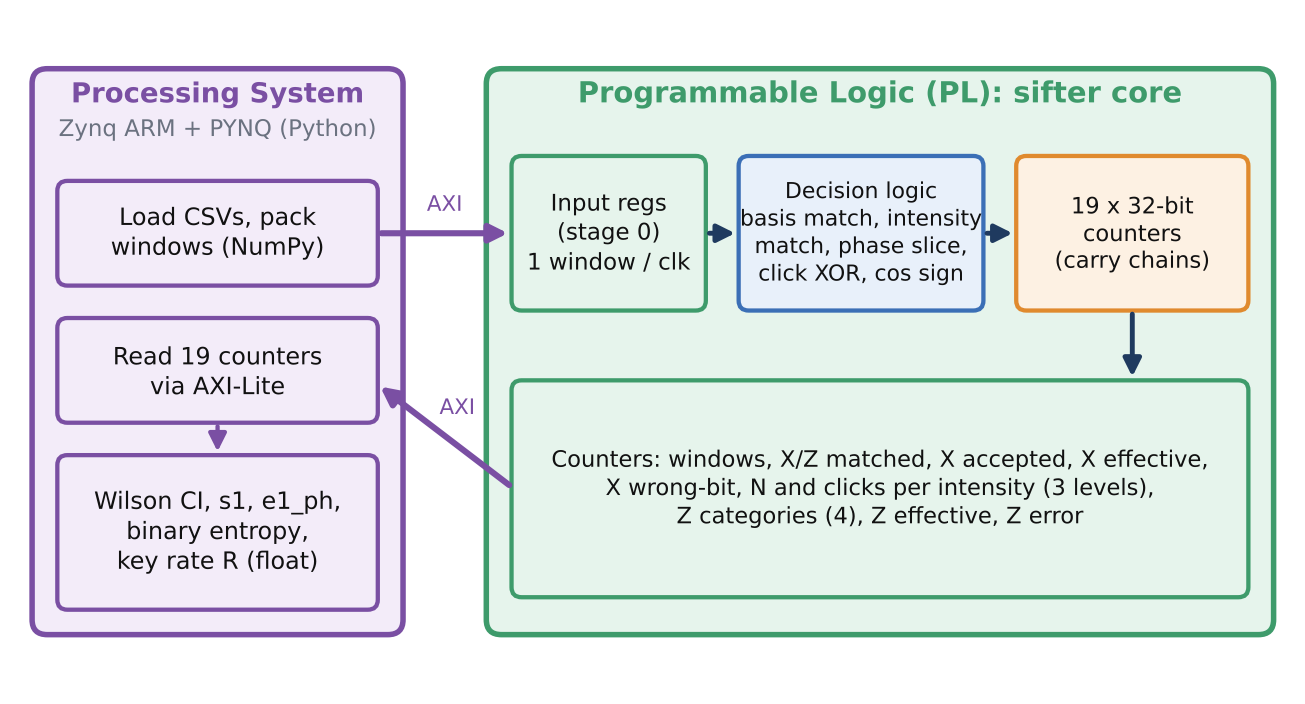 Processing System
Zynq ARM + PYNQ (Python)
Load CSVs, pack
windows (NumPy)
Read 19 counters
via AXI-Lite
Wilson CI, s1, e1_ph,
binary entropy,
key rate R (float)
AXI
AXI
Programmable Logic (PL): sifter core
Input regs
(stage 0)
1 window / clk
Decision logic
basis match, intensity
match, phase slice,
click XOR, cos sign
19 x 32-bit
counters
(carry chains)
Counters: windows, X/Z matched, X accepted, X effective,
X wrong-bit, N and clicks per intensity (3 levels),
Z categories (4), Z effective, Z error